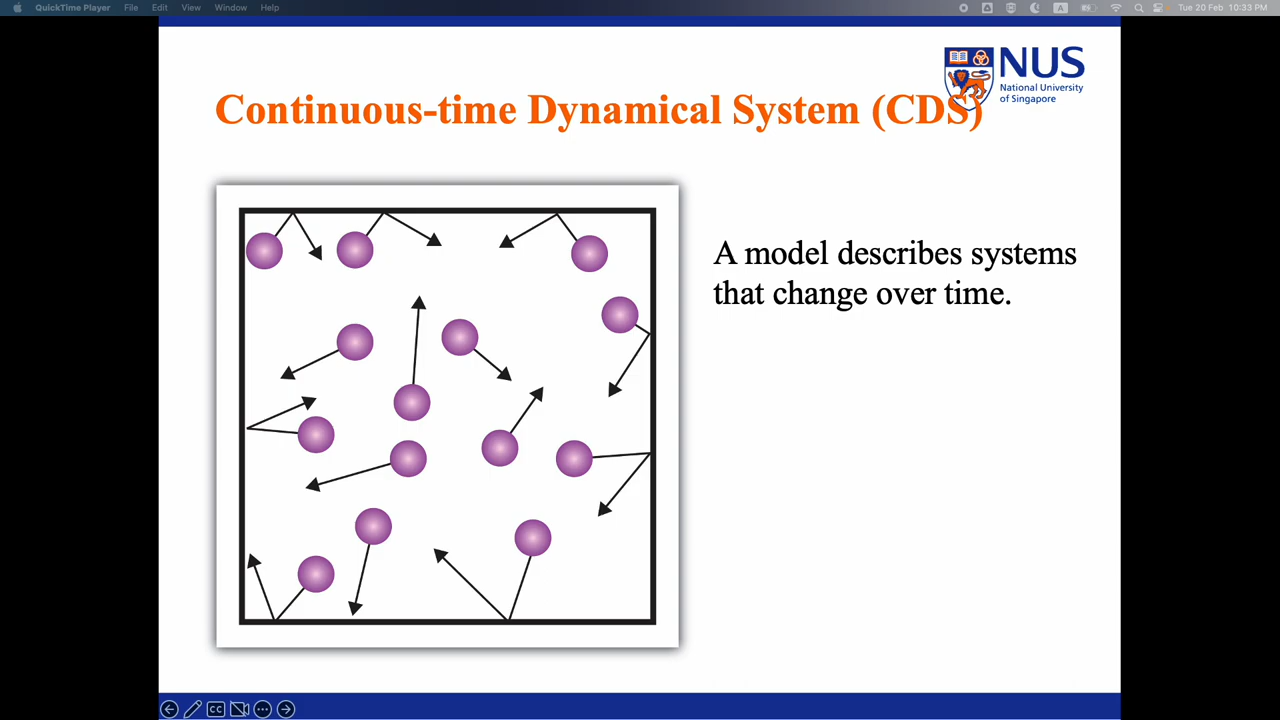 QuickTime Player File Edit View Window Help
A
Tue 20 Feb 10:33 PM
NUS
National University
of Singapore
Continuous-time Dynamical System (CDS)
A model describes systems
that change over time.
CC